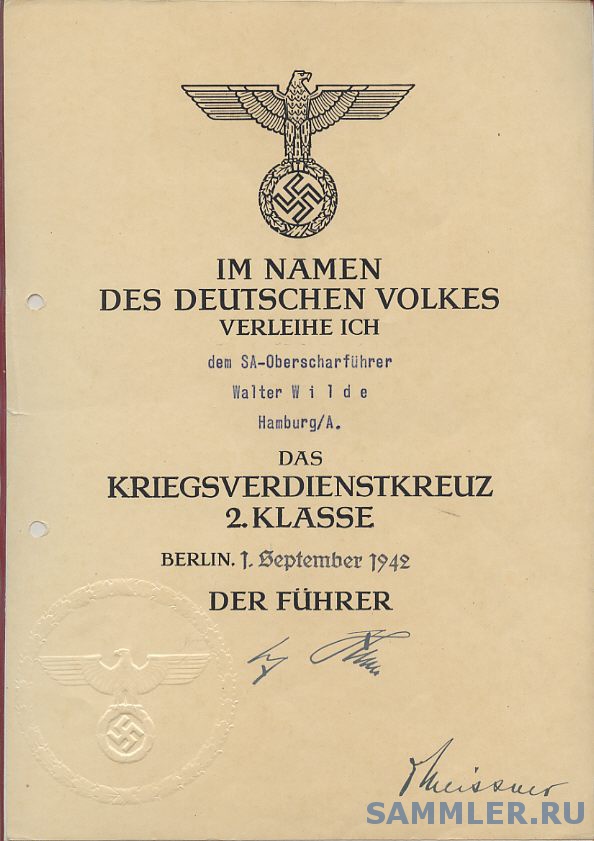 IM NAMEN
DES DEUTSCHEN VOLKES
VERLEIHE ICH
dem SA-Oberscharführer
Walter W i l d e
Hamburg/A.
DAS
KRIEGSVERDIENSTKREUZ
2. KLASSE
BERLIN. 1. September 1942
DER FÜHRER
Meissner
SAMMLER.RU